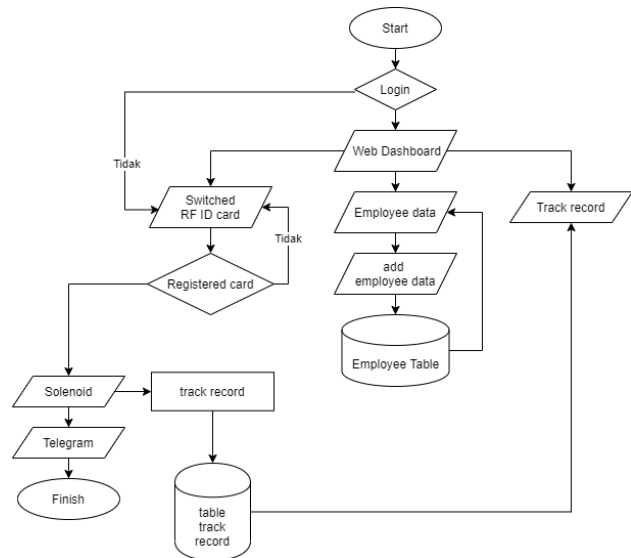 Start
Login
Tidak
Web Dashboard
Switched
RF ID card
Employee data
Track record
Tidak
Registered card
add
employee data
Employee Table
Solenoid
track record
Telegram
Finish
table
track
record